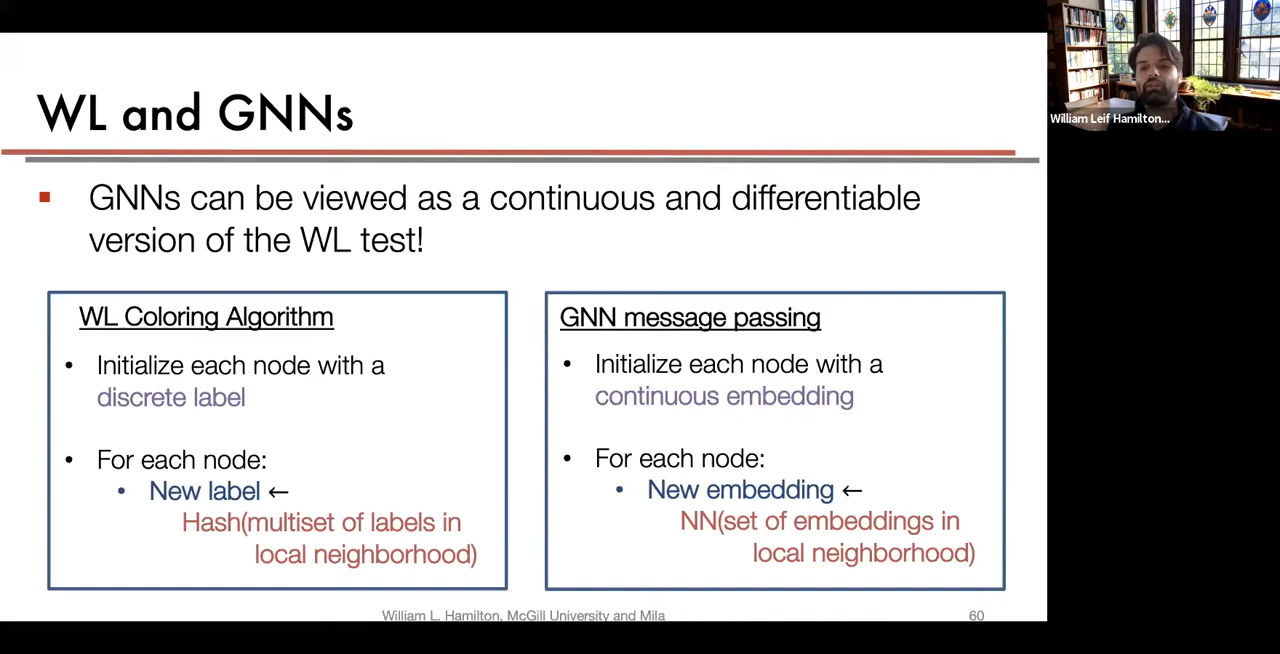 WL and GNNs
GNNs can be viewed as a continuous and differentiable
version of the WL test!
WL Coloring Algorithm
Initialize each node with a
discrete label
For each node:
New label ←
Hash(multiset of labels in
local neighborhood)
GNN message passing
Initialize each node with a
continuous embedding
For each node:
New embedding ←
NN(set of embeddings in
local neighborhood)
William L. Hamilton, McGill University and Mila
60
William Leif Hamilton...